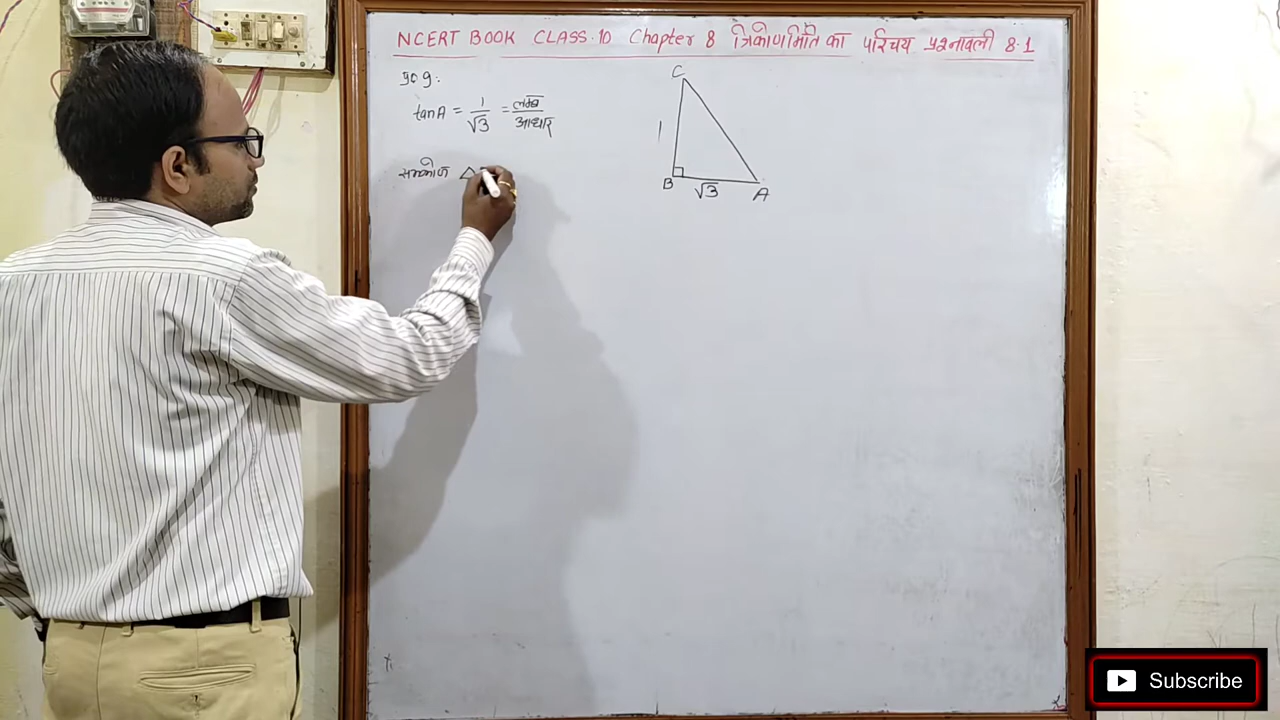 NCERT BOOK CLASS.10 Chapter 8 त्रिकोणमिति का परिचय प्रश्नावली 8.1
प्र० 9.
tanA = 1/√3 = लम्ब/आधार
समकोण △
C
1
B √3 A
Subscribe